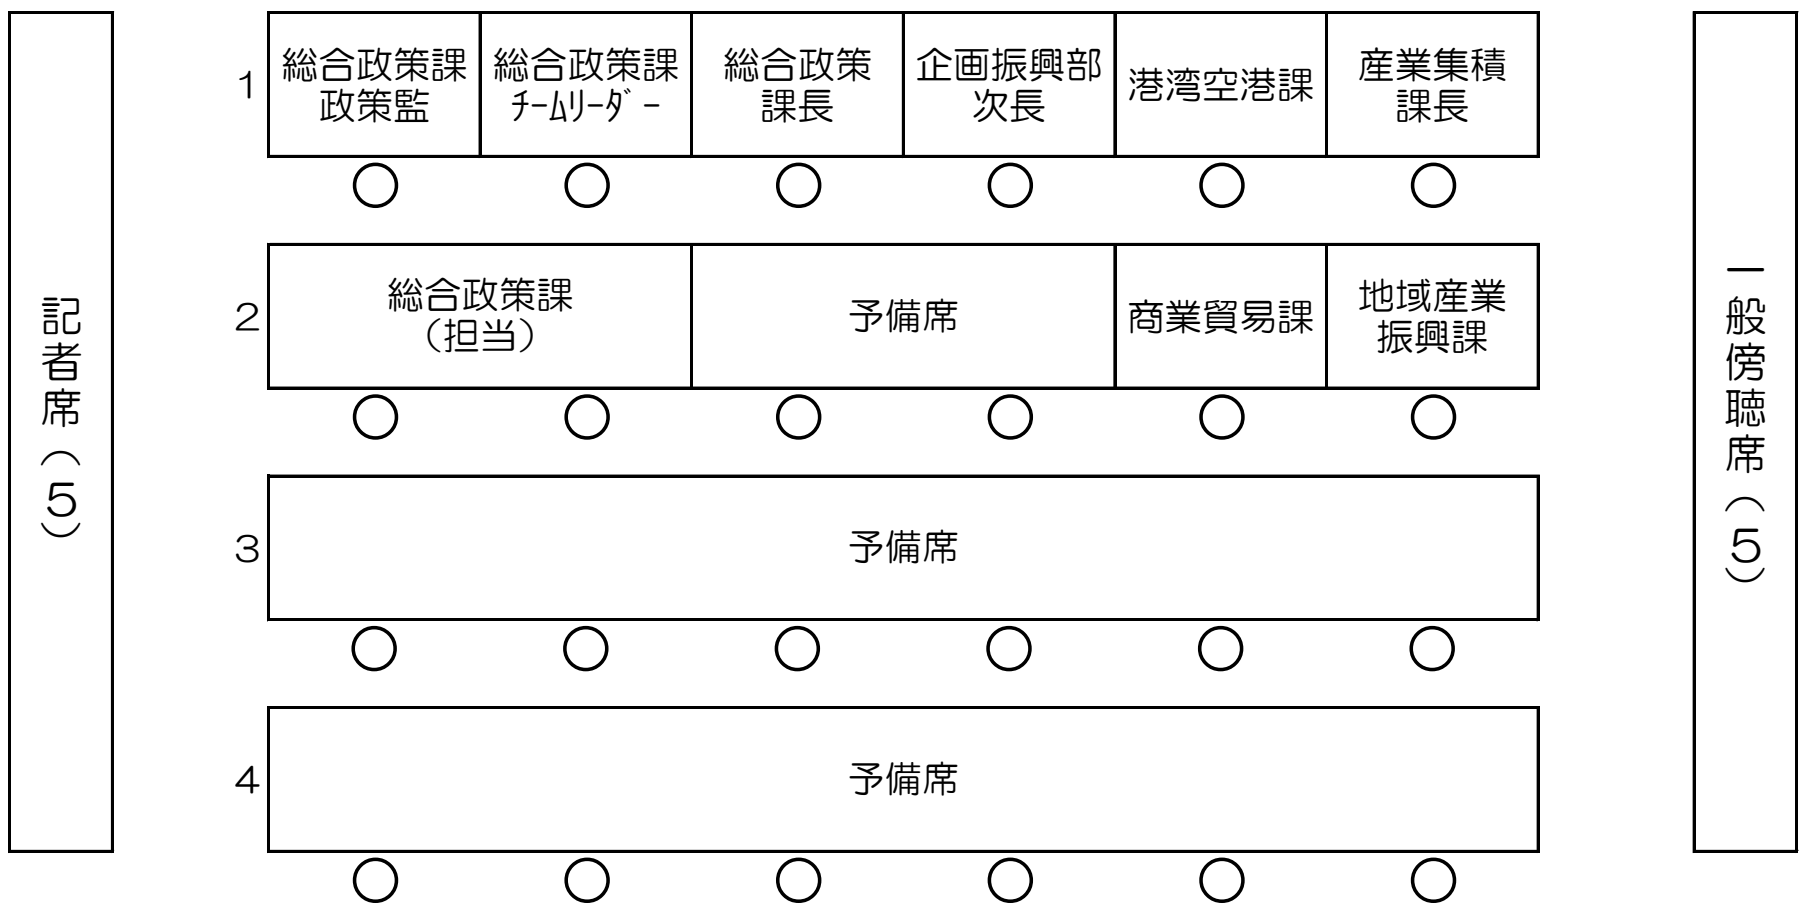 記者席（５）
１
総合政策課
政策監
総合政策課
ﾁｰﾑﾘｰﾀﾞｰ
総合政策
課長
企画振興部
次長
港湾空港課
産業集積
課長
２
総合政策課
（担当）
予備席
商業貿易課
地域産業
振興課
３
予備席
４
予備席
一般傍聴席（５）